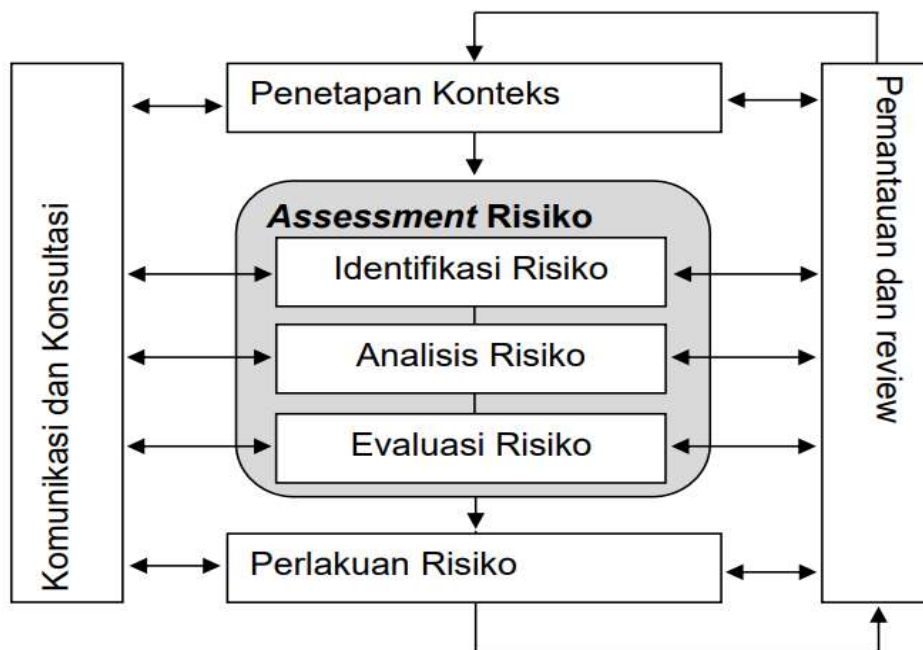 Penetapan Konteks
Komunikasi dan Konsultasi
Pemantauan dan review
Assessment Risiko
Identifikasi Risiko
Analisis Risiko
Evaluasi Risiko
Perlakuan Risiko